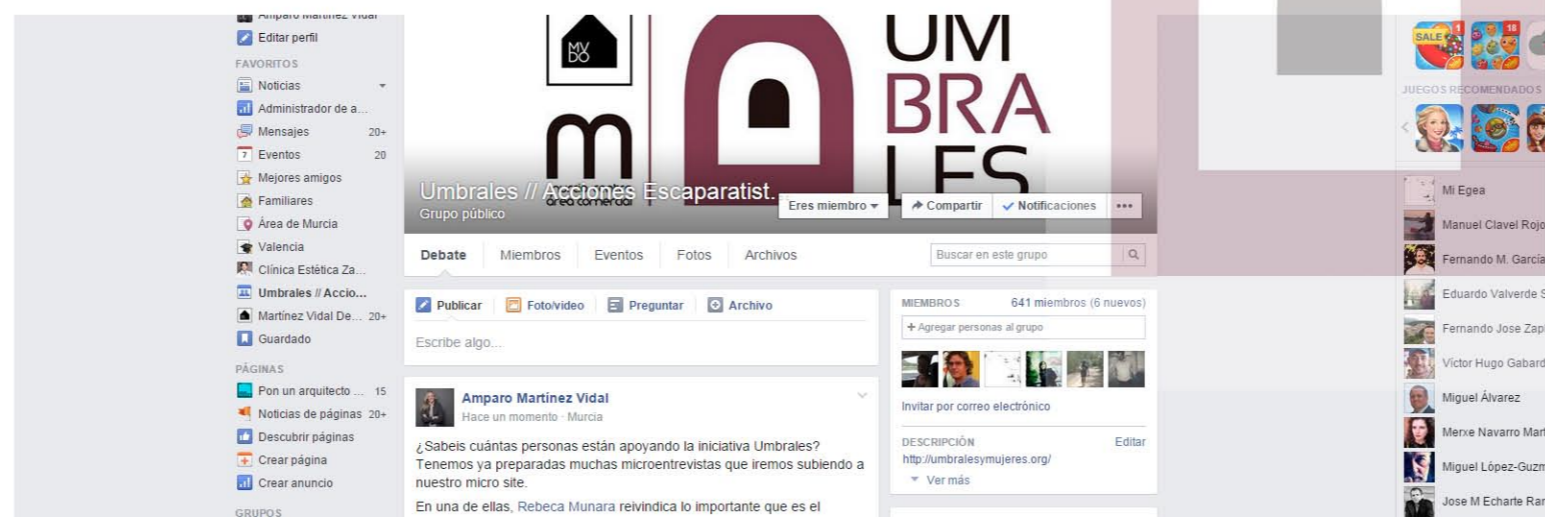 Amparo Martínez Vidal
Editar perfil
FAVORITOS
Noticias
Administrador de a...
Mensajes 20+
7 Eventos 20
Mejores amigos
Familiares
Área de Murcia
Valencia
Clínica Estética Za...
Umbrales // Accio...
Martínez Vidal De... 20+
Guardado
PÁGINAS
Pon un arquitecto ... 15
Noticias de páginas 20+
Descubrir páginas
Crear página
Crear anuncio
GRUPOS
MV
DO
m
área comercial
UM
BRA
LES
Umbrales // Acciones Escaparatist...
Grupo público
Eres miembro
Compartir
Notificaciones
Debate Miembros Eventos Fotos Archivos
Buscar en este grupo
Publicar Foto/video Preguntar Archivo
Escribe algo...
Amparo Martínez Vidal
Hace un momento · Murcia
¿Sabeis cuántas personas están apoyando la iniciativa Umbrales?
Tenemos ya preparadas muchas microentrevistas que iremos subiendo a
nuestro micro site.
En una de ellas, Rebeca Munara reivindica lo importante que es el
MIEMBROS 641 miembros (6 nuevos)
+ Agregar personas al grupo
Invitar por correo electrónico
DESCRIPCIÓN Editar
http://umbralesymujeres.org/
Ver más
SALE 1 18
JUEGOS RECOMENDADOS
Mi Egea
Manuel Clavel Rojo
Fernando M. García
Eduardo Valverde S
Fernando Jose Zap
Víctor Hugo Gabard
Miguel Álvarez
Merxe Navarro Mart
Miguel López-Guzm
Jose M Echarte Ram